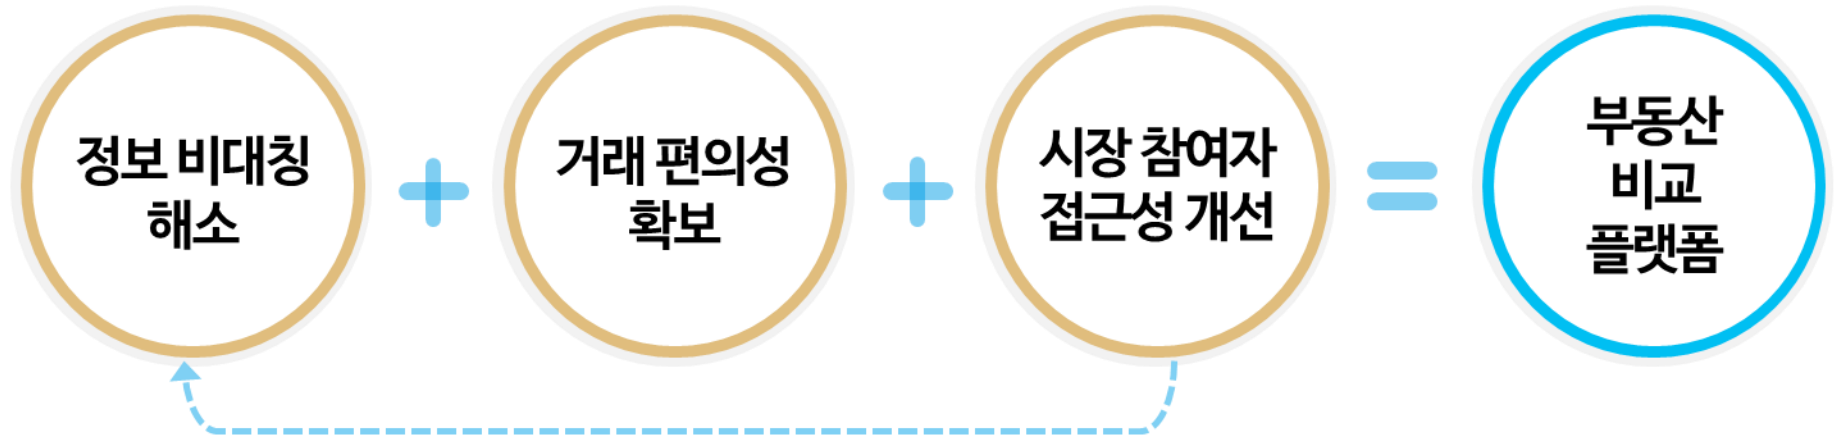 정보 비대칭
해소
+
거래 편의성
확보
+
시장 참여자
접근성 개선
=
부동산
비교
플랫폼